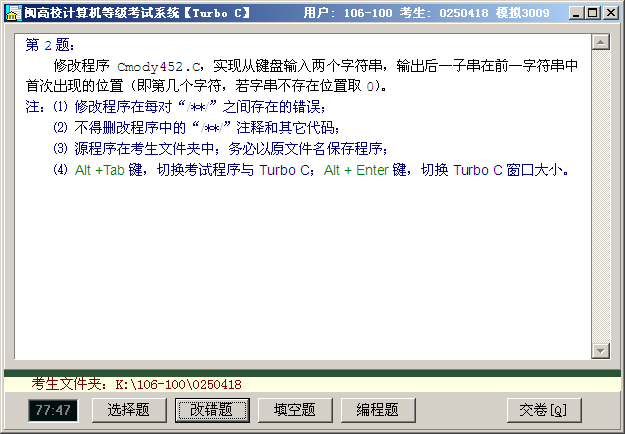 闽高校计算机等级考试系统【Turbo C】 用户: 106-100 考生: 0250418 模拟3009
第 2 题:
修改程序 Cmody452.C，实现从键盘输入两个字符串，输出后一子串在前一字符串中
首次出现的位置（即第几个字符，若字串不存在位置取 0）。
注: ⑴ 修改程序在每对“/**/”之间存在的错误;
⑵ 不得删改程序中的“/**/”注释和其它代码;
⑶ 源程序在考生文件夹中; 务必以原文件名保存程序;
⑷ Alt +Tab 键，切换考试程序与 Turbo C; Alt + Enter 键，切换 Turbo C 窗口大小。
考生文件夹: K:\106-100\0250418
77:47 选择题 改错题 填空题 编程题 交卷[Q]